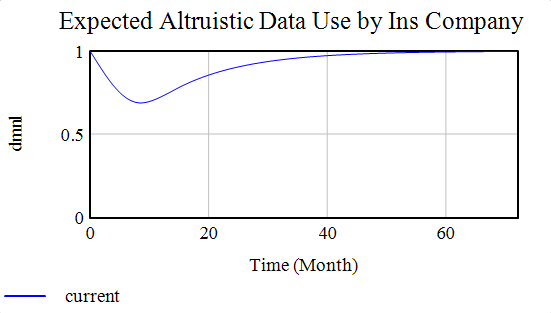 Expected Altruistic Data Use by Ins Company
1
0.5
0
dmnl
0 20 40 60
Time (Month)
current